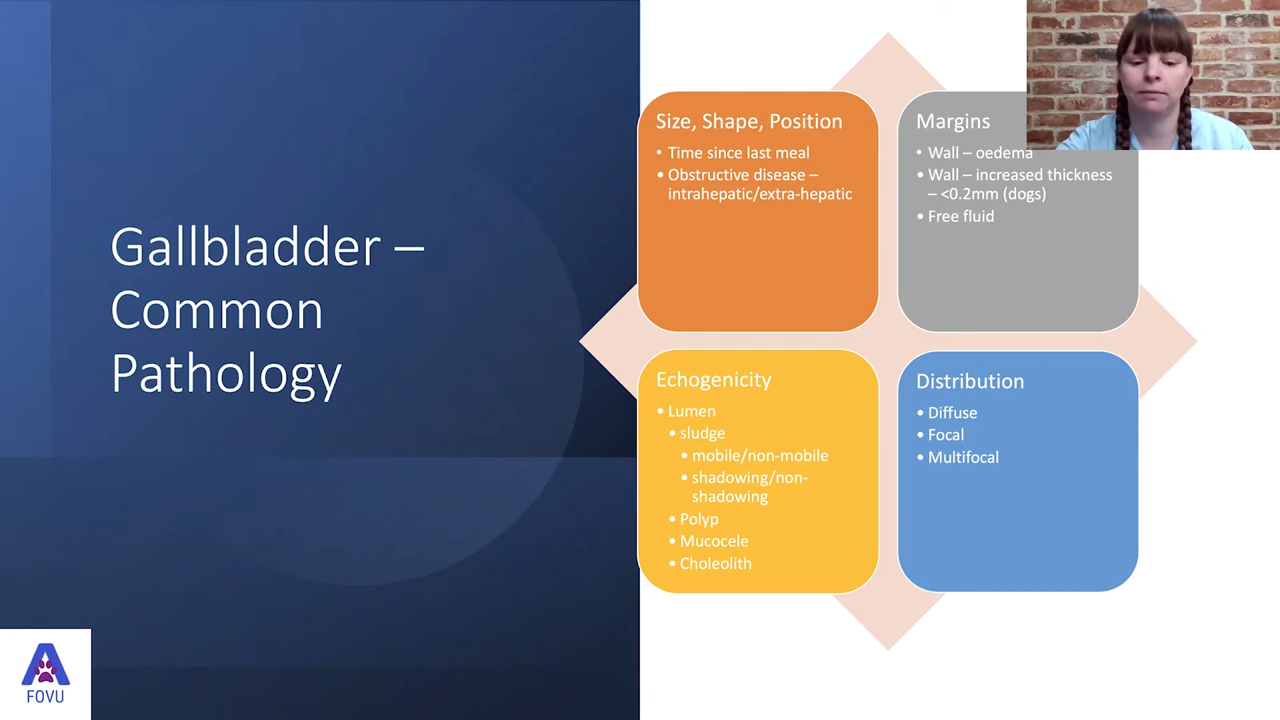 Gallbladder –
Common
Pathology
Size, Shape, Position
• Time since last meal
• Obstructive disease –
intrahepatic/extra-hepatic
Margins
• Wall – oedema
• Wall – increased thickness
– <0.2mm (dogs)
• Free fluid
Echogenicity
• Lumen
• sludge
• mobile/non-mobile
• shadowing/non-
shadowing
• Polyp
• Mucocele
• Choleolith
Distribution
• Diffuse
• Focal
• Multifocal
FOVU